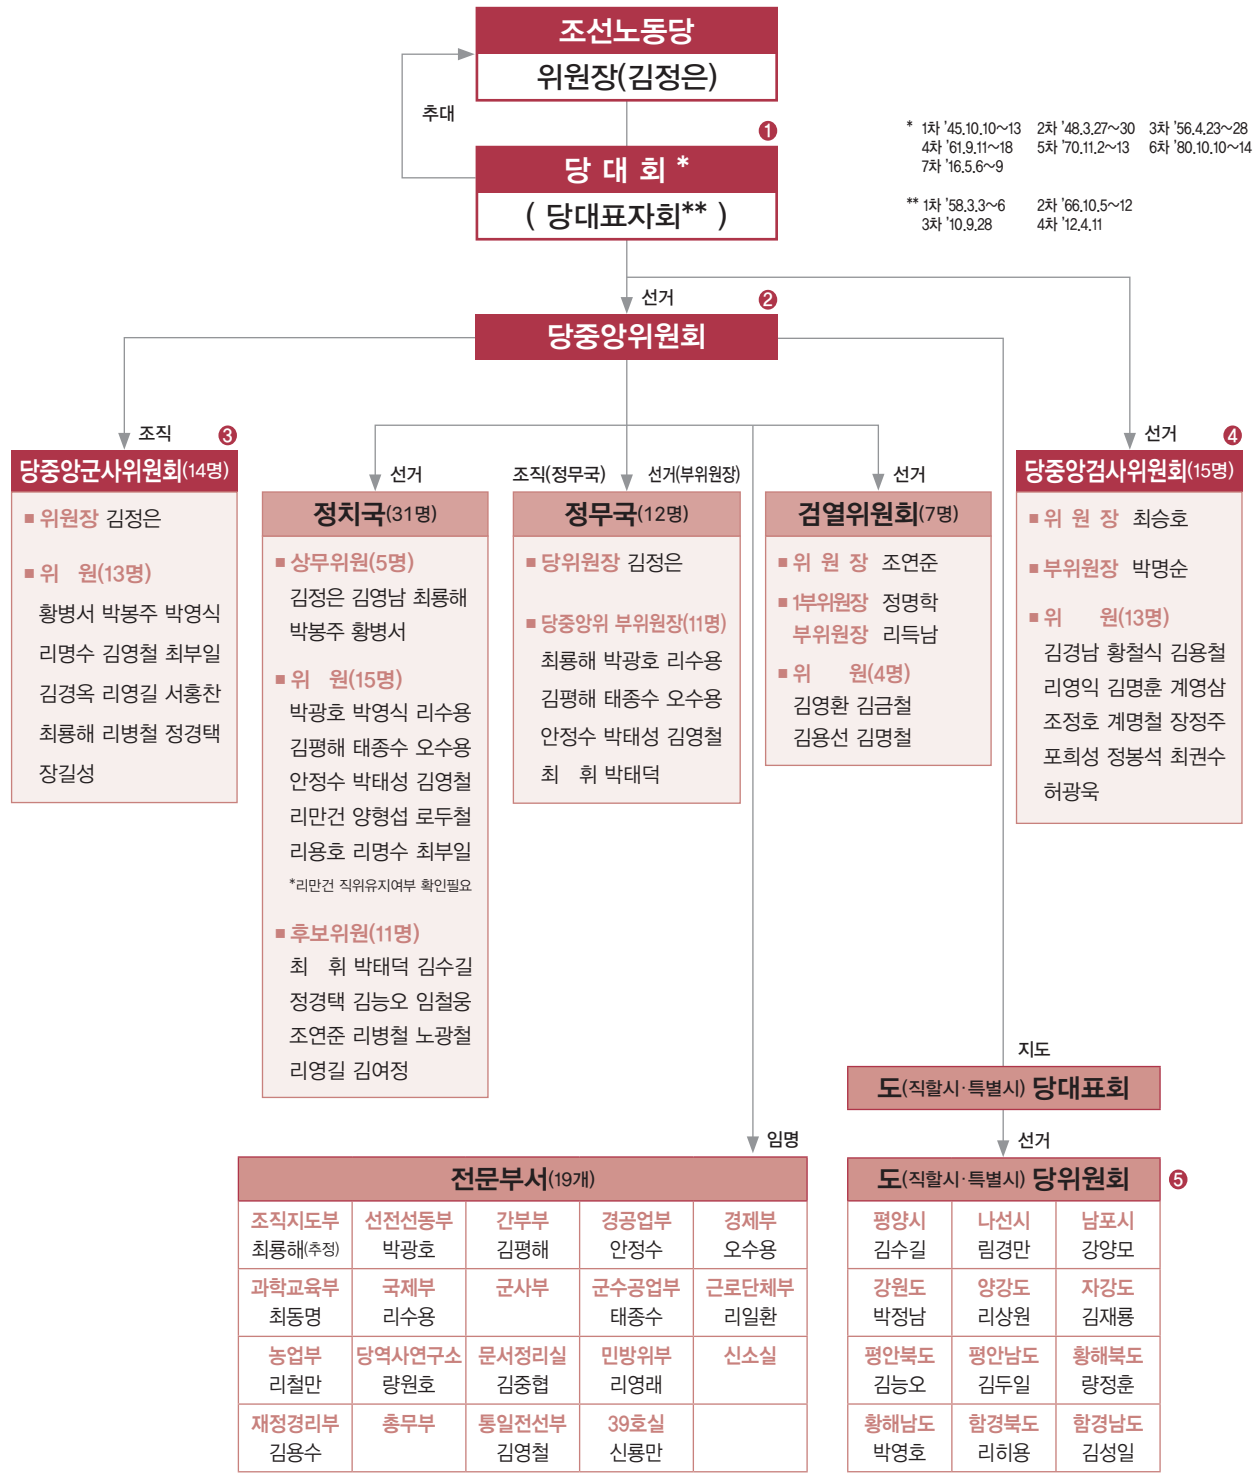 조선노동당
위원장(김정은)
추대
❶
당 대 회 *
( 당대표자회** )
* 1차 '45.10.10~13 2차 '48.3.27~30 3차 '56.4.23~28
4차 '61.9.11~18 5차 '70.11.2~13 6차 '80.10.10~14
7차 '16.5.6~9
** 1차 '58.3.3~6 2차 '66.10.5~12
3차 '10.9.28 4차 '12.4.11
선거
❷
당중앙위원회
조직
❸
당중앙군사위원회(14명)
■ 위원장 김정은
■ 위 원(13명)
황병서 박봉주 박영식
리명수 김영철 최부일
김경옥 리영길 서홍찬
최룡해 리병철 정경택
장길성
선거
정치국(31명)
■ 상무위원(5명)
김정은 김영남 최룡해
박봉주 황병서
■ 위 원(15명)
박광호 박영식 리수용
김평해 태종수 오수용
안정수 박태성 김영철
리만건 양형섭 로두철
리용호 리명수 최부일
*리만건 직위유지여부 확인필요
■ 후보위원(11명)
최 휘 박태덕 김수길
정경택 김능오 임철웅
조연준 리병철 노광철
리영길 김여정
조직(정무국) 선거(부위원장)
정무국(12명)
■ 당위원장 김정은
■ 당중앙위 부위원장(11명)
최룡해 박광호 리수용
김평해 태종수 오수용
안정수 박태성 김영철
최 휘 박태덕
선거
검열위원회(7명)
■ 위 원 장 조연준
■ 1부위원장 정명학
부위원장 리득남
■ 위 원(4명)
김영환 김금철
김용선 김명철
선거
❹
당중앙검사위원회(15명)
■ 위 원 장 최승호
■ 부위원장 박명순
■ 위 원(13명)
김경남 황철식 김용철
리영익 김명훈 계영삼
조정호 계명철 장정주
포희성 정봉석 최권수
허광욱
임명
전문부서(19개)
조직지도부 선전선동부 간부부 경공업부 경제부
최룡해(추정) 박광호 김평해 안정수 오수용
과학교육부 국제부 군사부 군수공업부 근로단체부
최동명 리수용 태종수 리일환
농업부 당역사연구소 문서정리실 민방위부 신소실
리철만 량원호 김중협 리영래
재정경리부 총무부 통일전선부 39호실
김용수 김영철 신룡만
지도
도(직할시·특별시) 당대표회
선거
도(직할시·특별시) 당위원회
❺
평양시 나선시 남포시
김수길 림경만 강양모
강원도 양강도 자강도
박정남 리상원 김재룡
평안북도 평안남도 황해북도
김능오 김두일 량정훈
황해남도 함경북도 함경남도
박영호 리히용 김성일